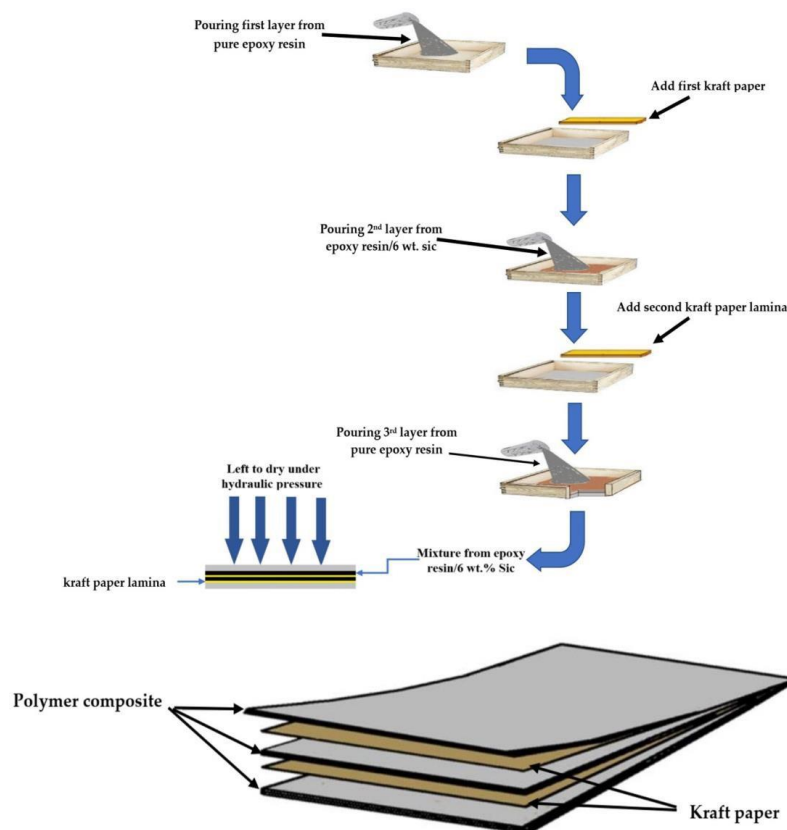 Pouring first layer from
pure epoxy resin
Add first kraft paper
Pouring 2nd layer from
epoxy resin/6 wt. sic
Add second kraft paper lamina
Pouring 3rd layer from
pure epoxy resin
Left to dry under
hydraulic pressure
Mixture from epoxy
resin/6 wt.% Sic
kraft paper lamina
Polymer composite
Kraft paper